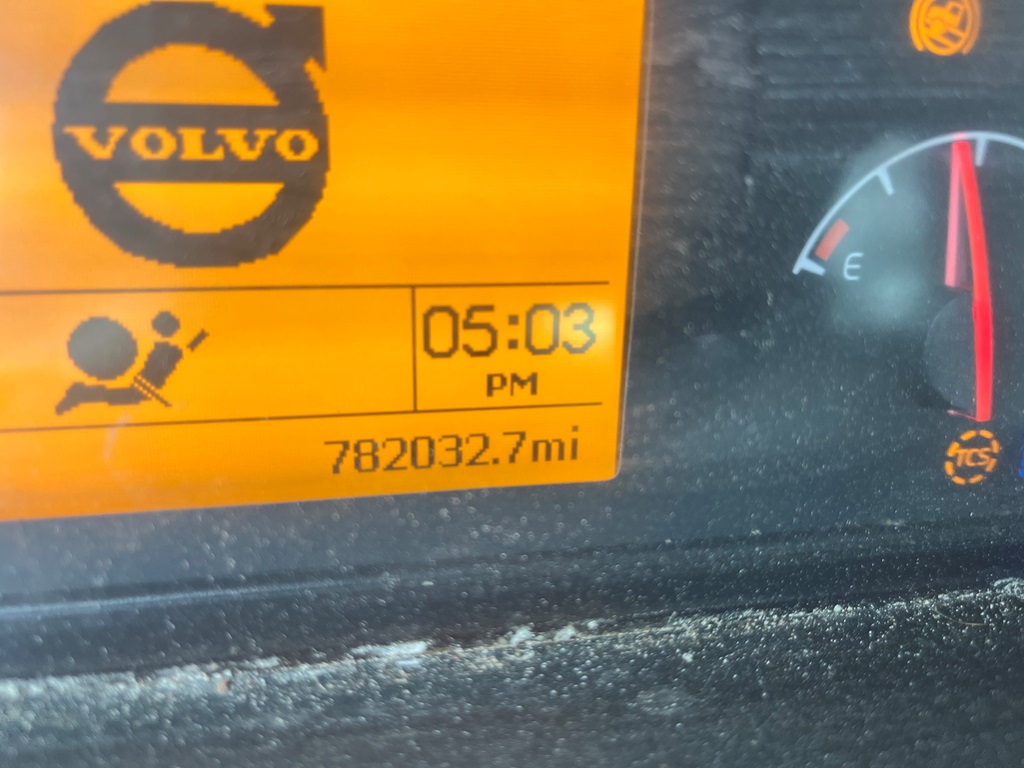 VOLVO
05:03
PM
782032.7mi
E
TCS